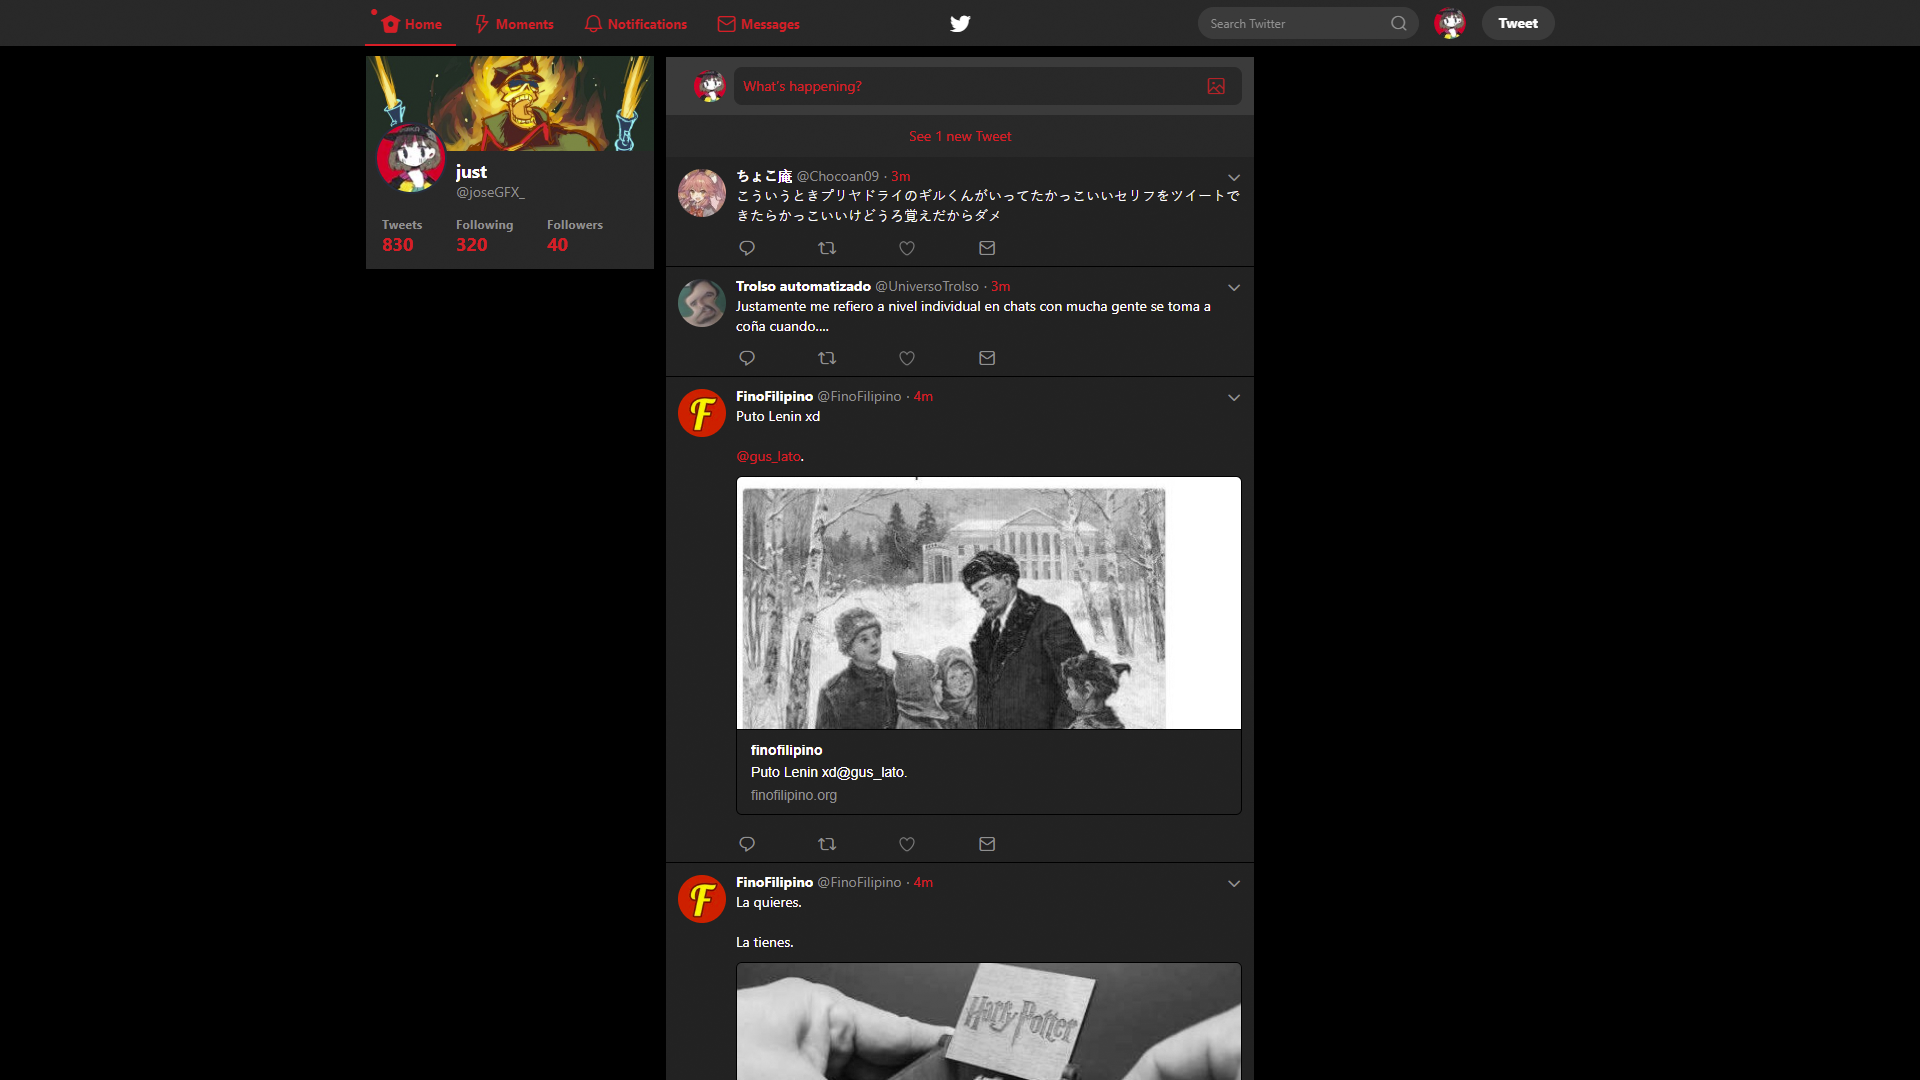 Home
Moments
Notifications
Messages
Search Twitter
Tweet
just
@joseGFX_
Tweets Following Followers
830 320 40
What's happening?
See 1 new Tweet
ちょこ庵 @Chocoan09 · 3m
こういうときプリヤドライのギルくんがいってたかっこいいセリフをツイートで
きたらかっこいいけどうろ覚えだからダメ
Trolso automatizado @UniversoTrolso · 3m
Justamente me refiero a nivel individual en chats con mucha gente se toma a
coña cuando....
FinoFilipino @FinoFilipino · 4m
Puto Lenin xd
@gus_lato.
finofilipino
Puto Lenin xd@gus_lato.
finofilipino.org
FinoFilipino @FinoFilipino · 4m
La quieres.
La tienes.
Harry Potter